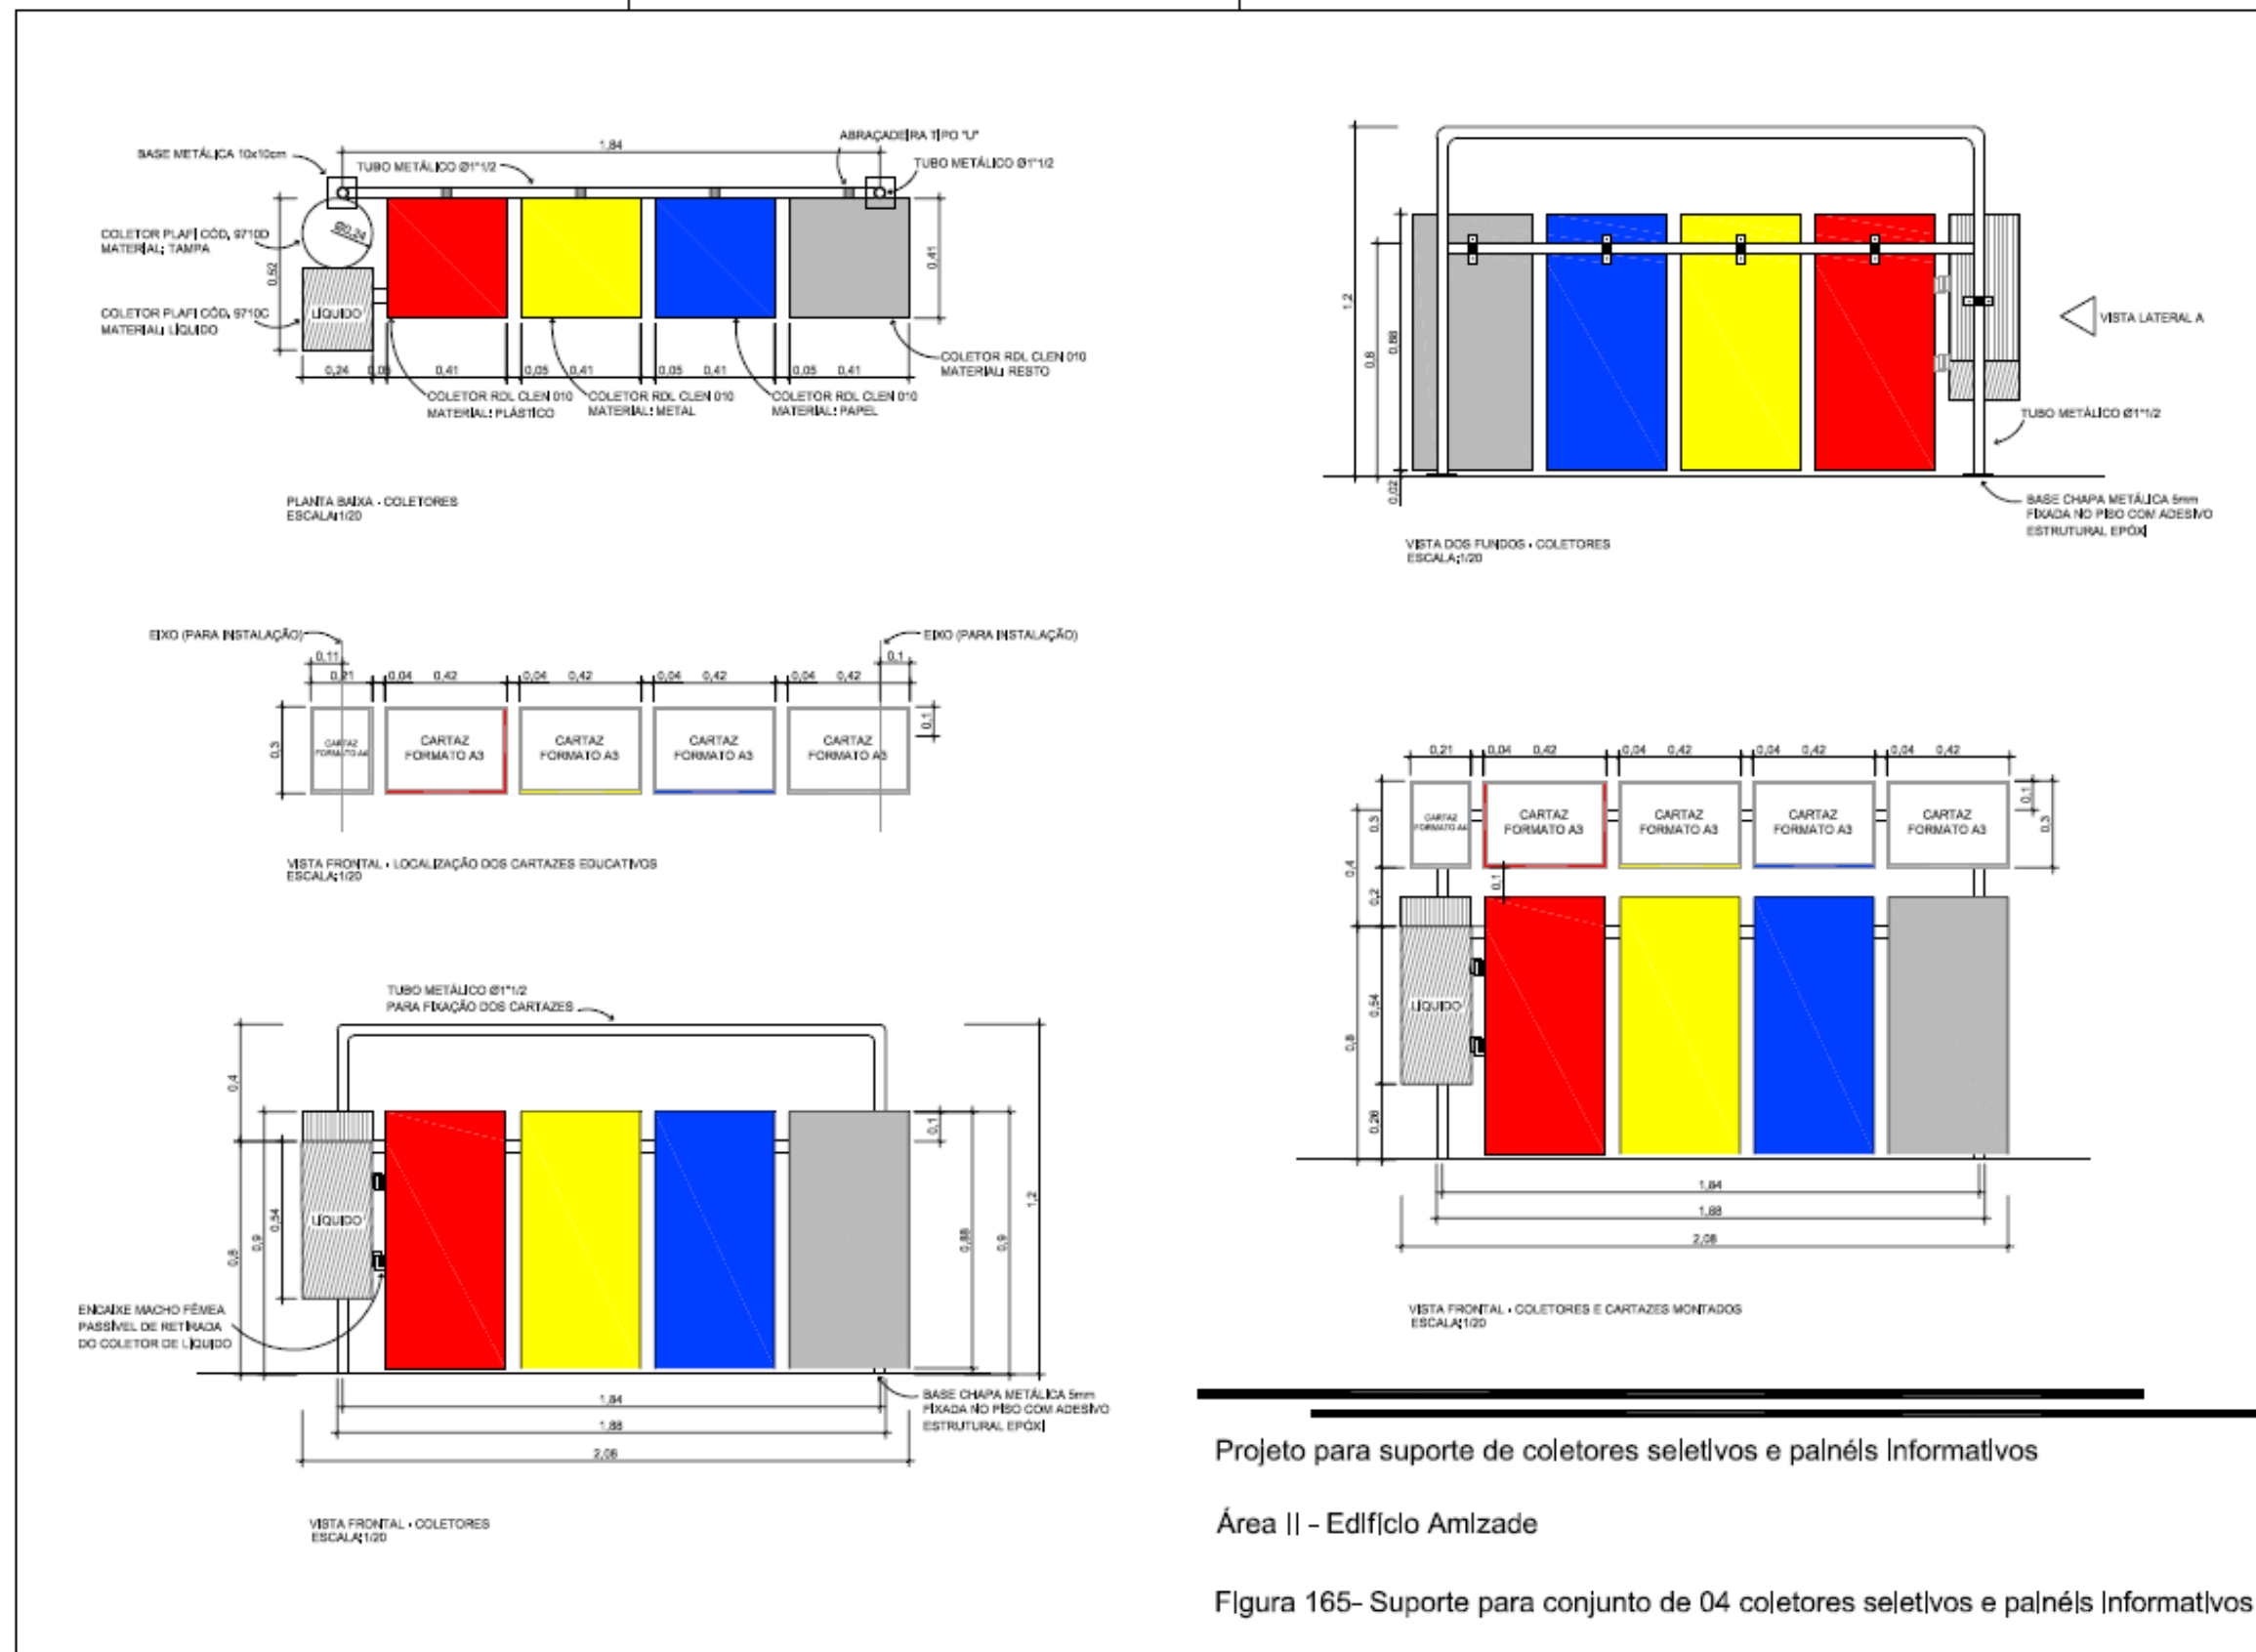 BASE METÁLICA 10x10cm
1,84
ABRAÇADEIRA TIPO "U"
TUBO METÁLICO Ø1"1/2
TUBO METÁLICO Ø1"1/2
COLETOR PLAFI CÓD. 9710D
MATERIAL: TAMPA
Ø0,24
0,52
0,41
COLETOR PLAFI CÓD. 9710C
MATERIAL: LÍQUIDO
LÍQUIDO
0,24 0,05 0,41 0,05 0,41 0,05 0,41 0,05 0,41
COLETOR RDL CLEN 010
MATERIAL: PLÁSTICO
COLETOR RDL CLEN 010
MATERIAL: METAL
COLETOR RDL CLEN 010
MATERIAL: PAPEL
COLETOR RDL CLEN 010
MATERIAL: RESTO
PLANTA BAIXA - COLETORES
ESCALA:1/20
1,2
0,8
0,88
0,02
VISTA LATERAL A
TUBO METÁLICO Ø1"1/2
BASE CHAPA METÁLICA 5mm
FIXADA NO PISO COM ADESIVO
ESTRUTURAL EPÓXI
VISTA DOS FUNDOS - COLETORES
ESCALA:1/20
EIXO (PARA INSTALAÇÃO)
EIXO (PARA INSTALAÇÃO)
0,11
0,1
0,21 0,04 0,42 0,04 0,42 0,04 0,42 0,04 0,42
0,3
0,1
CARTAZ
FORMATO A4
CARTAZ
FORMATO A3
CARTAZ
FORMATO A3
CARTAZ
FORMATO A3
CARTAZ
FORMATO A3
VISTA FRONTAL - LOCALIZAÇÃO DOS CARTAZES EDUCATIVOS
ESCALA:1/20
TUBO METÁLICO Ø1"1/2
PARA FIXAÇÃO DOS CARTAZES
0,4
0,8
0,9
0,54
LÍQUIDO
0,1
0,88
0,9
1,2
ENCAIXE MACHO FÊMEA
PASSÍVEL DE RETIRADA
DO COLETOR DE LÍQUIDO
BASE CHAPA METÁLICA 5mm
FIXADA NO PISO COM ADESIVO
ESTRUTURAL EPÓXI
1,84
1,88
2,08
VISTA FRONTAL - COLETORES
ESCALA:1/20
0,21 0,04 0,42 0,04 0,42 0,04 0,42 0,04 0,42
CARTAZ
FORMATO A4
CARTAZ
FORMATO A3
CARTAZ
FORMATO A3
CARTAZ
FORMATO A3
CARTAZ
FORMATO A3
0,1
0,3
0,3
0,4
0,2
0,1
0,54
0,8
0,26
LÍQUIDO
1,84
1,88
2,08
VISTA FRONTAL - COLETORES E CARTAZES MONTADOS
ESCALA:1/20
Projeto para suporte de coletores seletivos e painéis informativos
Área II - Edifício Amizade
Figura 165- Suporte para conjunto de 04 coletores seletivos e painéis informativos